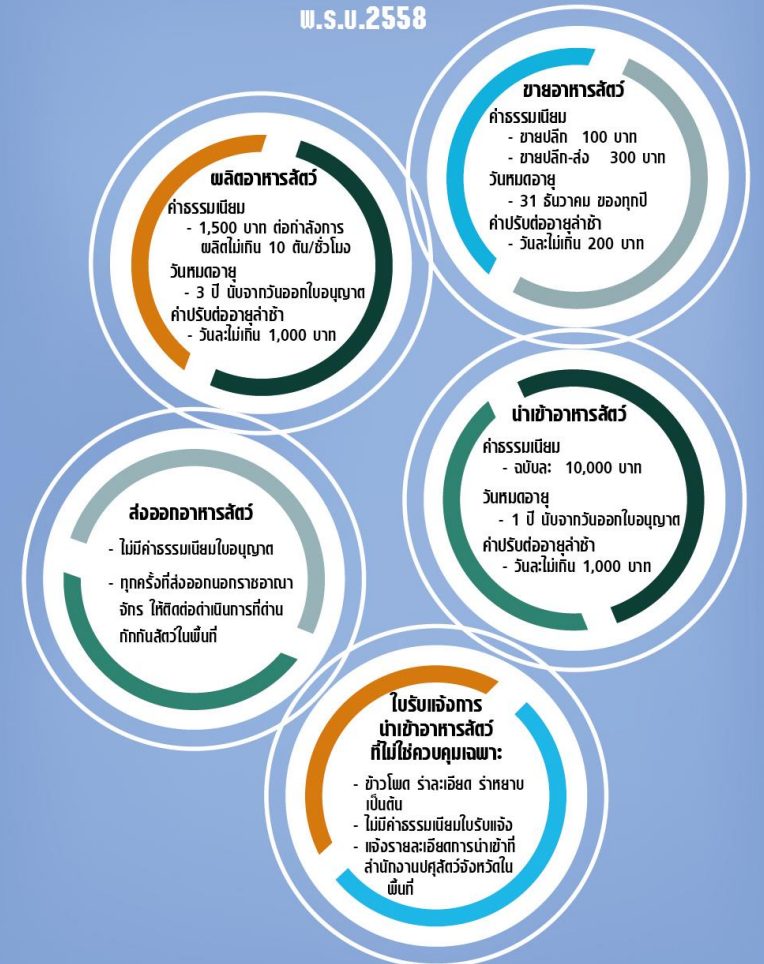 พ.ร.บ.2558
ผลิตอาหารสัตว์
ค่าธรรมเนียม
- 1,500 บาท ต่อกำลังการ
ผลิตไม่เกิน 10 ตัน/ชั่วโมง
วันหมดอายุ
- 3 ปี นับจากวันออกใบอนุญาต
ค่าปรับต่ออายุล่าช้า
- วันละไม่เกิน 1,000 บาท
ขายอาหารสัตว์
ค่าธรรมเนียม
- ขายปลีก 100 บาท
- ขายปลีก-ส่ง 300 บาท
วันหมดอายุ
- 31 ธันวาคม ของทุกปี
ค่าปรับต่ออายุล่าช้า
- วันละไม่เกิน 200 บาท
นำเข้าอาหารสัตว์
ค่าธรรมเนียม
- ฉบับละ 10,000 บาท
วันหมดอายุ
- 1 ปี นับจากวันออกใบอนุญาต
ค่าปรับต่ออายุล่าช้า
- วันละไม่เกิน 1,000 บาท
ส่งออกอาหารสัตว์
- ไม่มีค่าธรรมเนียมใบอนุญาต
- ทุกครั้งที่ส่งออกนอกราชอาณา
จักร ให้ติดต่อดำเนินการที่ด่าน
กักกันสัตว์ในพื้นที่
ใบรับแจ้งการ
นำเข้าอาหารสัตว์
ที่ไม่ใช่ควบคุมเฉพาะ
- ข้าวโพด รำละเอียด รำหยาบ
เป็นต้น
- ไม่มีค่าธรรมเนียมใบรับแจ้ง
- แจ้งรายละเอียดการนำเข้าที่
สำนักงานปศุสัตว์จังหวัดใน
พื้นที่